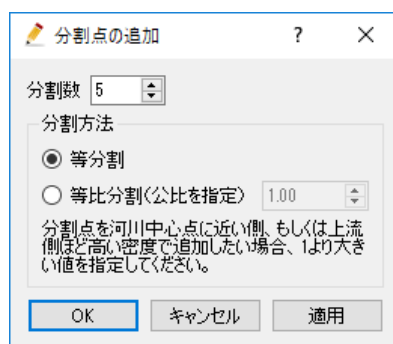 分割点の追加 ?
分割数 5
分割方法
等分割
等比分割(公比を指定) 1.00
分割点を河川中心点に近い側、もしくは上流
側ほど高い密度で追加したい場合、1より大き
い値を指定してください。
OK キャンセル 適用